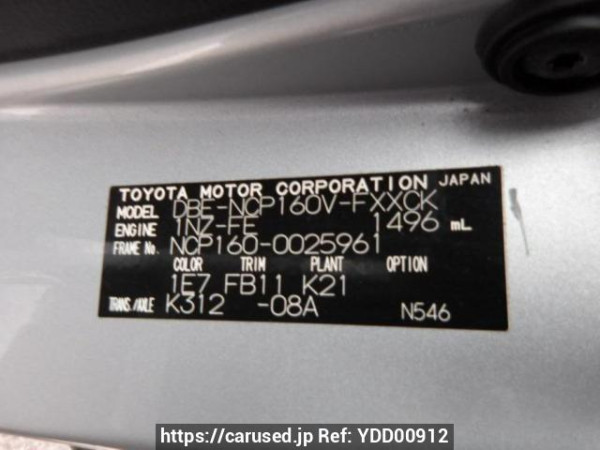 TOYOTA MOTOR CORPORATION JAPAN
MODEL DBE-NCP160V-FXXCK
ENGINE 1NZ-FE 1496 mL
FRAME No. NCP160-0025961
COLOR TRIM PLANT OPTION
1E7 FB11 K21
TRANS./AXLE K312 -08A
N546
https://carused.jp Ref: YDD00912